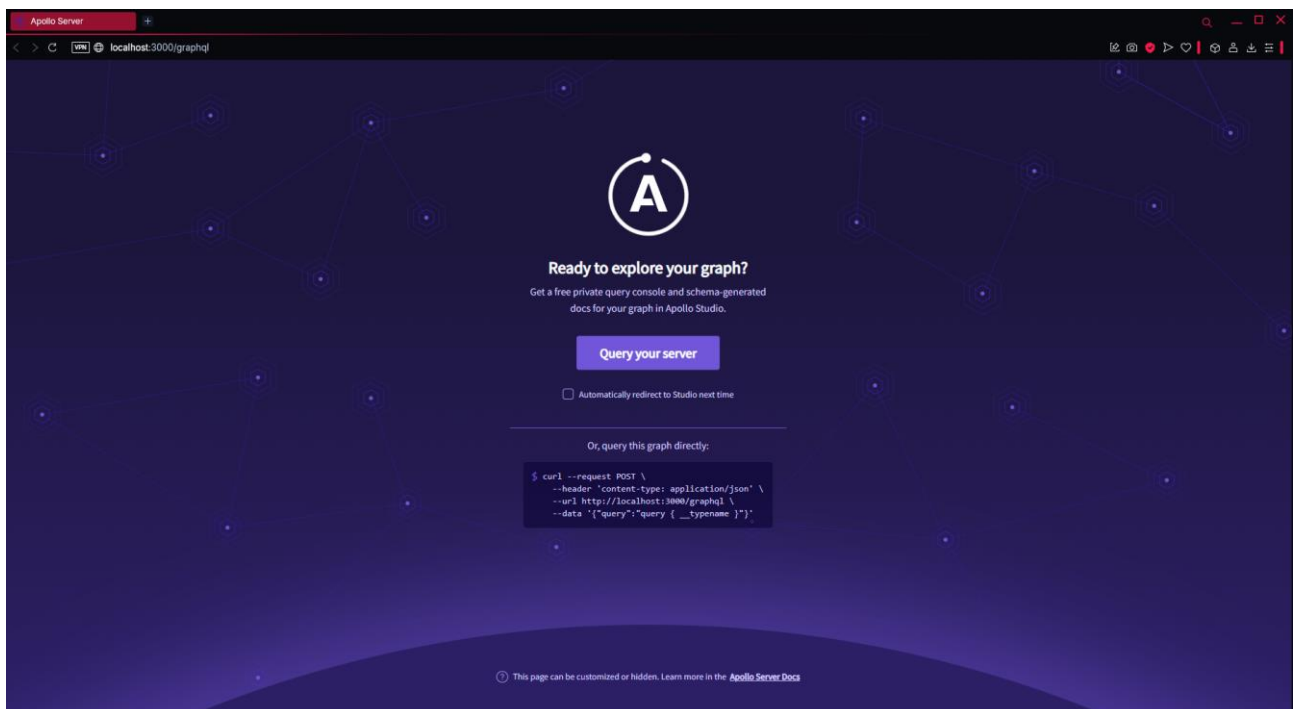 Apollo Server
VPN localhost:3000/graphql
A
Ready to explore your graph?
Get a free private query console and schema-generated
docs for your graph in Apollo Studio.
Query your server
Automatically redirect to Studio next time
Or, query this graph directly:
$ curl --request POST \
--header 'content-type: application/json' \
--url http://localhost:3000/graphql \
--data '{"query":"query { __typename }"}'
? This page can be customized or hidden. Learn more in the Apollo Server Docs